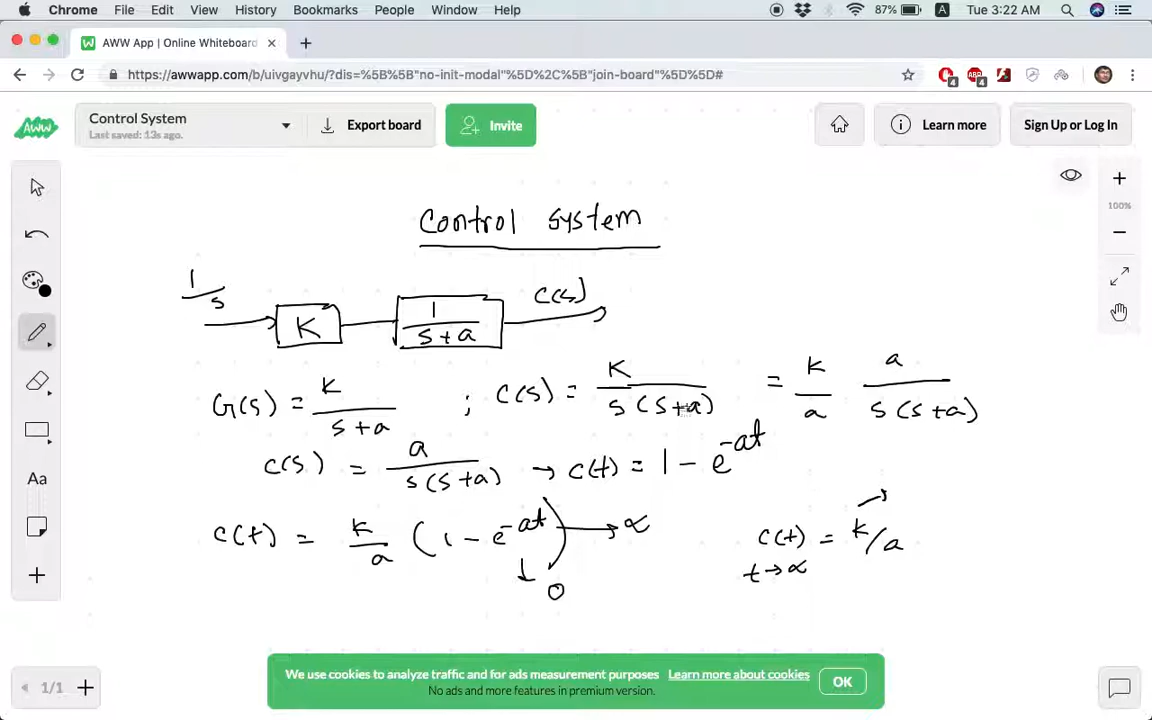 Chrome File Edit View History Bookmarks People Window Help 87% A Tue 3:22 AM
AWW App | Online Whiteboard
https://awwapp.com/b/uivgayvhu/?dis=%5B%5B"no-init-modal"%5D%2C%5B"join-board"%5D%5D#
4 ABP 4
AWW Control System Export board Invite Learn more Sign Up or Log In
Last saved: 13s ago.
100%
Control System
1/s K 1/(s+a) C(s)
G(s) = K/(s+a) ; C(s) = K/(s(s+a)) = K/a a/(s(s+a))
C(s) = a/(s(s+a)) → c(t) = 1 - e^-at
c(t) = K/a (1 - e^-at) → ∝ c(t) = K/a
↓ 0 t→∝
Aa
We use cookies to analyze traffic and for ads measurement purposes Learn more about cookies OK
No ads and more features in premium version.
1/1